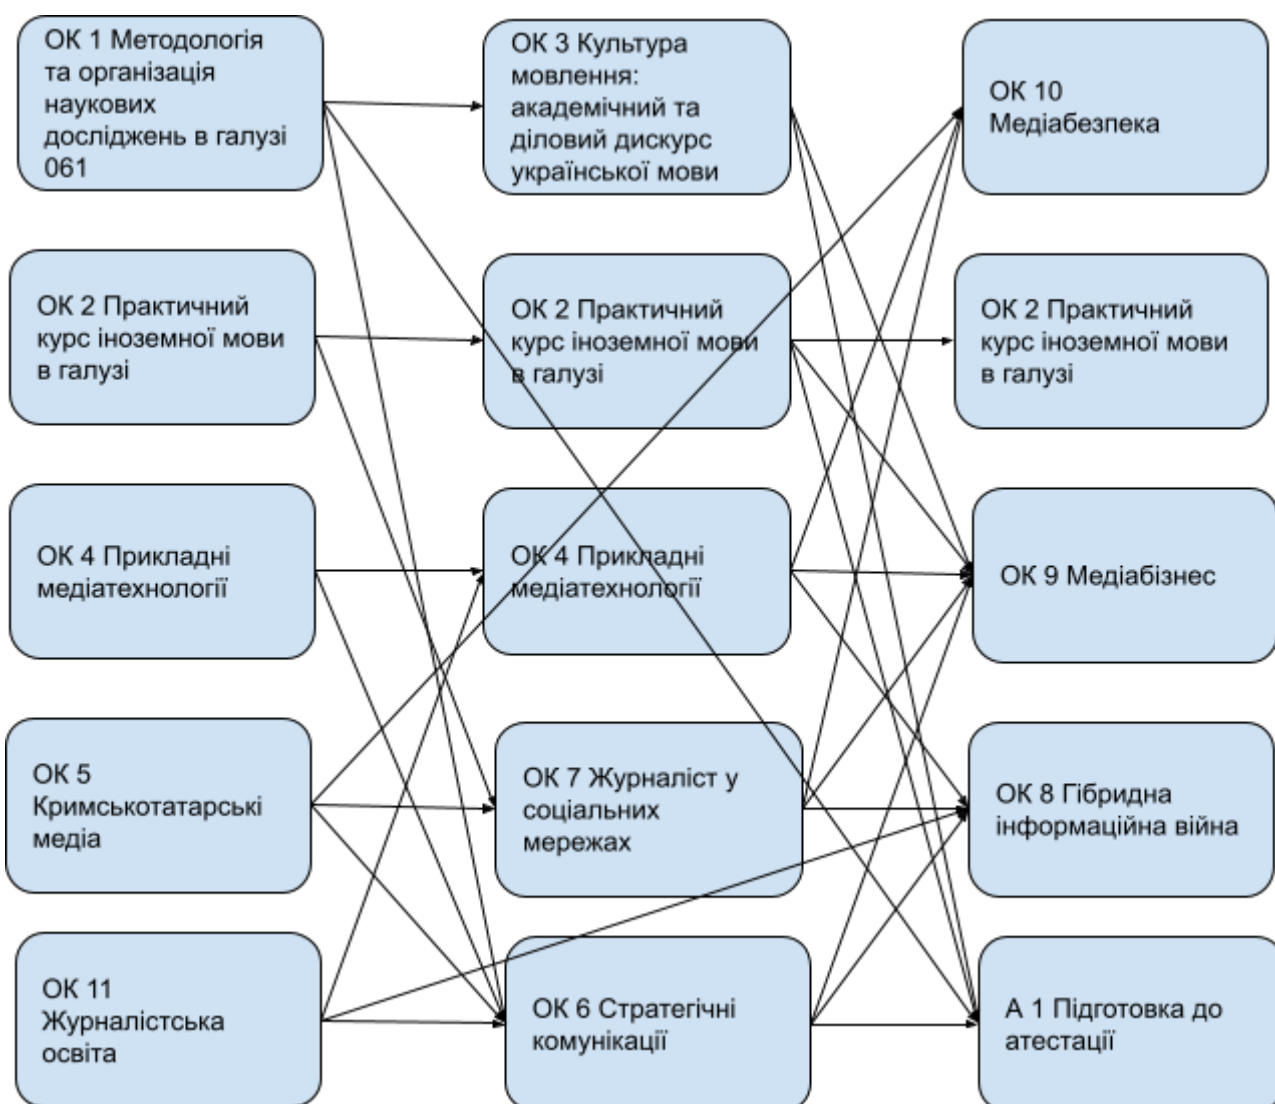 ОК 1 Методологія
та організація
наукових
досліджень в галузі
061
ОК 3 Культура
мовлення:
академічний та
діловий дискурс
української мови
ОК 10
Медіабезпека
ОК 2 Практичний
курс іноземної мови
в галузі
ОК 2 Практичний
курс іноземної мови
в галузі
ОК 2 Практичний
курс іноземної мови
в галузі
ОК 4 Прикладні
медіатехнології
ОК 4 Прикладні
медіатехнології
ОК 9 Медіабізнес
ОК 5
Кримськотатарські
медіа
ОК 7 Журналіст у
соціальних
мережах
ОК 8 Гібридна
інформаційна війна
ОК 11
Журналістська
освіта
ОК 6 Стратегічні
комунікації
А 1 Підготовка до
атестації